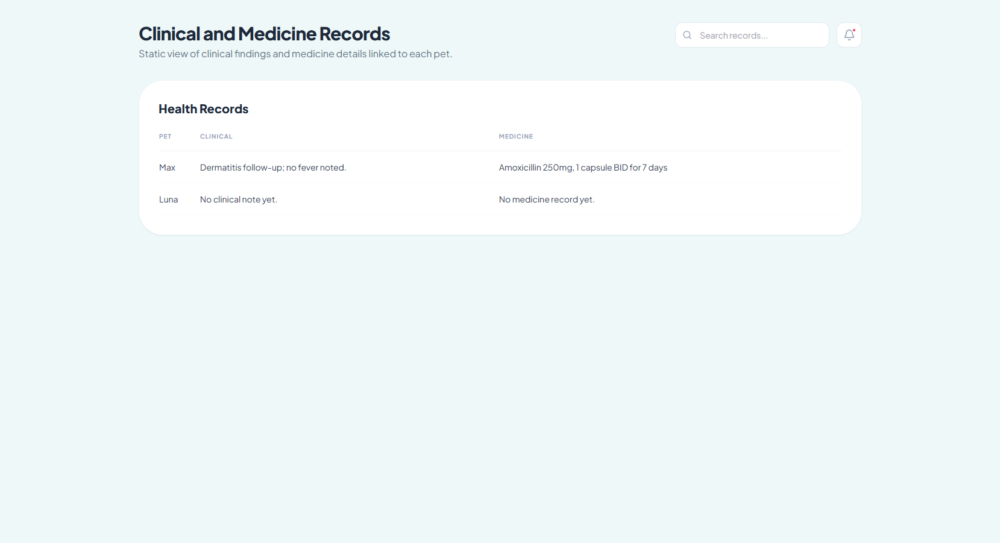 Clinical and Medicine Records
Static view of clinical findings and medicine details linked to each pet.
Search records...
Health Records
PET CLINICAL MEDICINE
Max Dermatitis follow-up; no fever noted. Amoxicillin 250mg, 1 capsule BID for 7 days
Luna No clinical note yet. No medicine record yet.